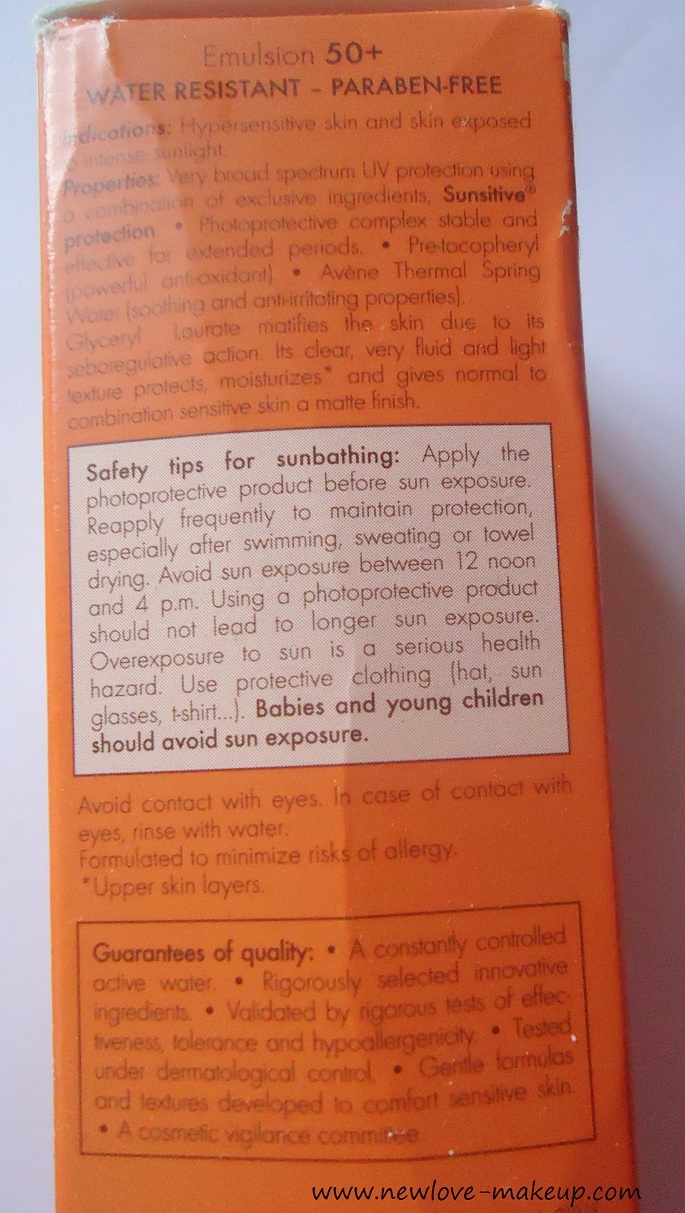 Emulsion 50+
WATER RESISTANT – PARABEN-FREE
Indications: Hypersensitive skin and skin exposed
intense sunlight.
Properties: Very broad spectrum UV protection using
a combination of exclusive ingredients, Sunsitive®
protection • Photoprotective complex stable and
effective for extended periods. • Pre-tocopheryl
(powerful anti-oxidant) • Avène Thermal Spring
Water (soothing and anti-irritating properties).
Glyceryl Laurate matifies the skin due to its
seboregulative action. Its clear, very fluid and light
texture protects, moisturizes* and gives normal to
combination sensitive skin a matte finish.
Safety tips for sunbathing: Apply the
photoprotective product before sun exposure.
Reapply frequently to maintain protection,
especially after swimming, sweating or towel
drying. Avoid sun exposure between 12 noon
and 4 p.m. Using a photoprotective product
should not lead to longer sun exposure.
Overexposure to sun is a serious health
hazard. Use protective clothing (hat, sun
glasses, t-shirt...). Babies and young children
should avoid sun exposure.
Avoid contact with eyes. In case of contact with
eyes, rinse with water.
Formulated to minimize risks of allergy.
*Upper skin layers.
Guarantees of quality: • A constantly controlled
active water. • Rigorously selected innovative
ingredients. • Validated by rigorous tests of effec-
tiveness, tolerance and hypoallergenicity. • Tested
under dermatological control. • Gentle formulas
and textures developed to comfort sensitive skin.
• A cosmetic vigilance committee
www.newlove-makeup.com